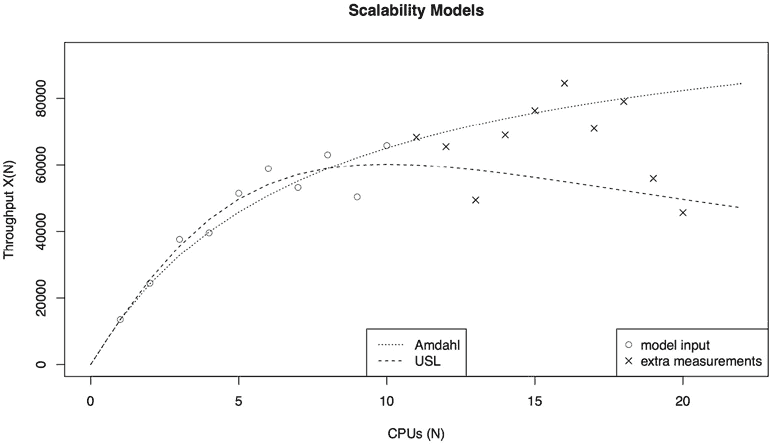 Scalability Models
Throughput X(N)
80000
60000
40000
20000
0
0 5 10 15 20
CPUs (N)
Amdahl
USL
model input
extra measurements